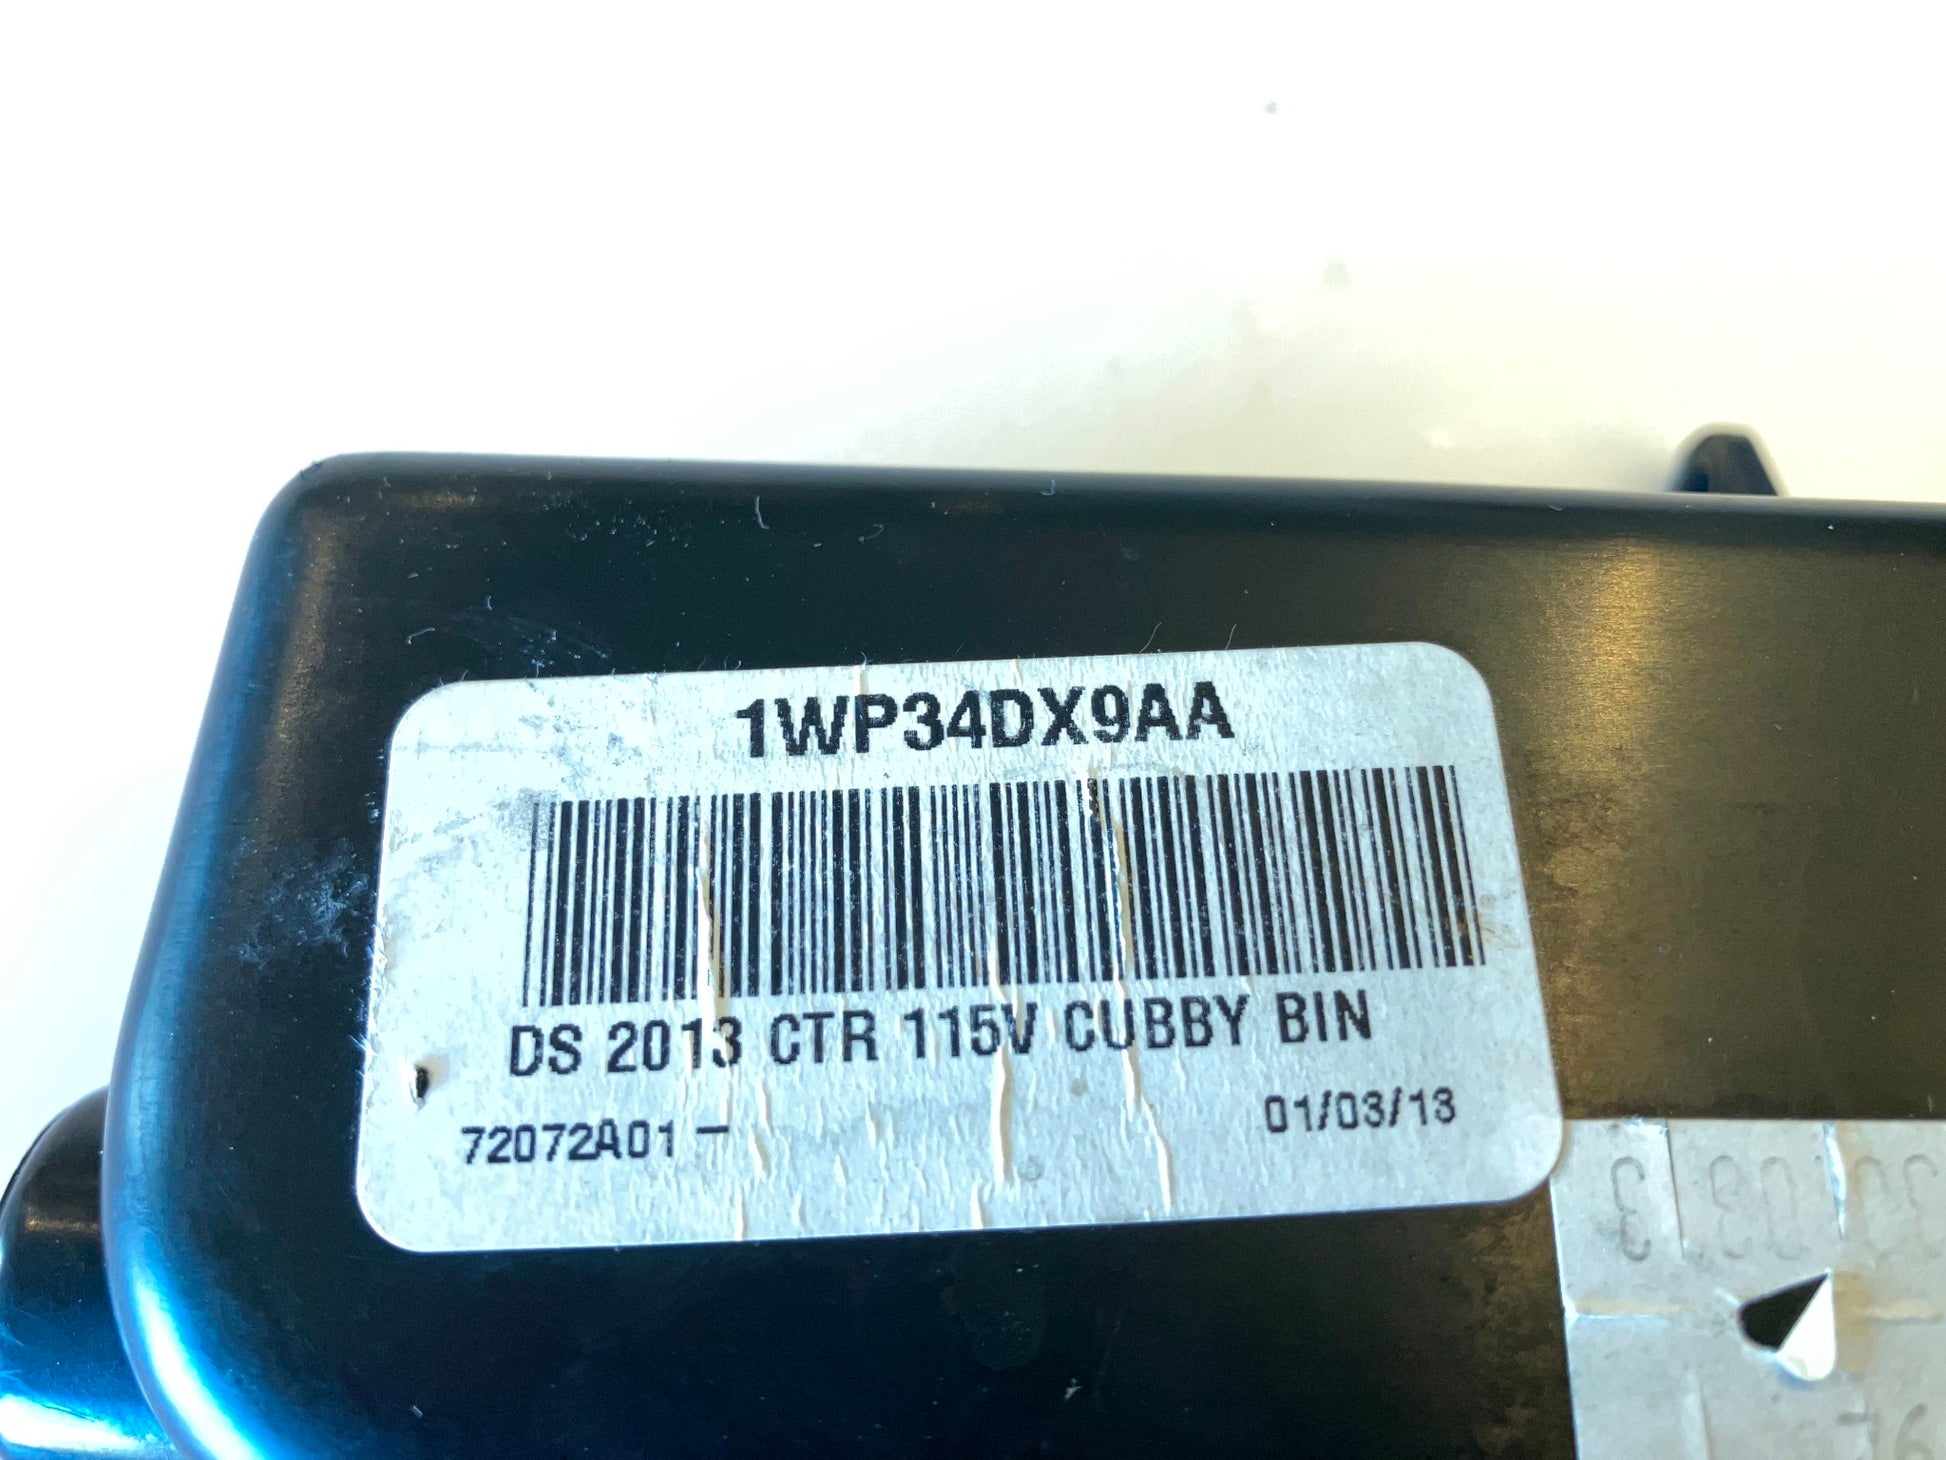 1WP34DX9AA
DS 2013 CTR 115V CUBBY BIN
72072A01 –
01/03/13